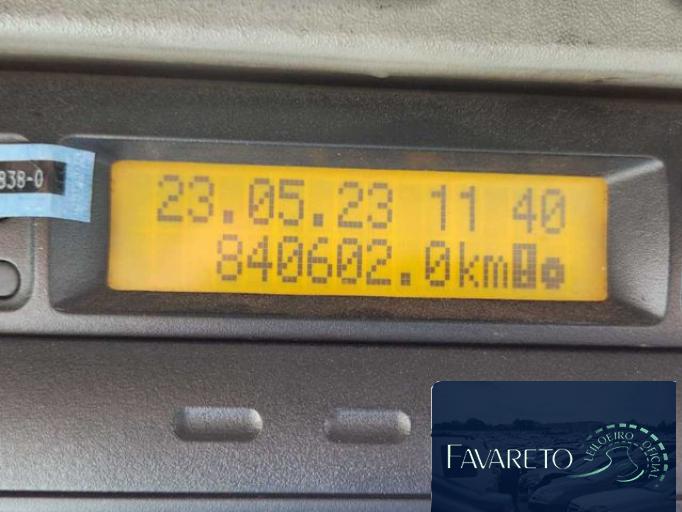 838-0
23.05.23 11 40
840602.0km
FAVARETO
LEILOEIRO OFICIAL